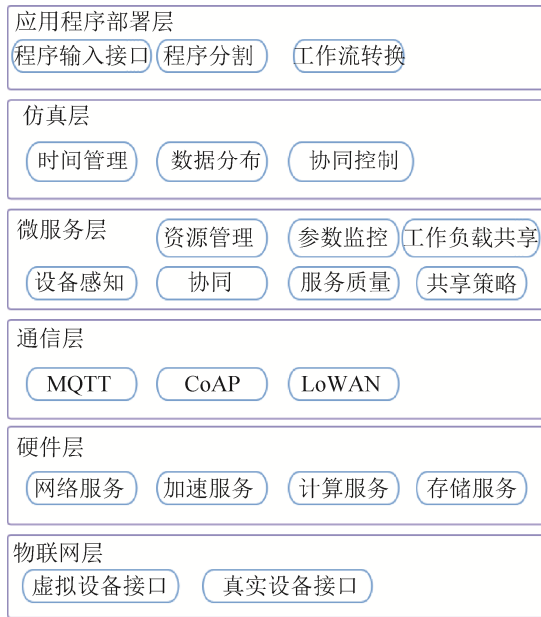 应用程序部署层
程序输入接口 程序分割 工作流转换
仿真层
时间管理 数据分布 协同控制
微服务层 资源管理 参数监控 工作负载共享
设备感知 协同 服务质量 共享策略
通信层
MQTT CoAP LoWAN
硬件层
网络服务 加速服务 计算服务 存储服务
物联网层
虚拟设备接口 真实设备接口